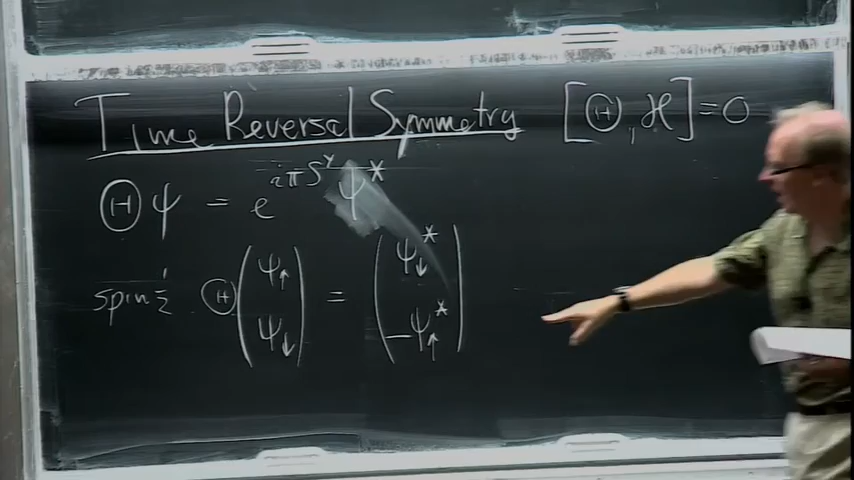 Time Reversal Symmetry [Θ, ℋ] = 0
Θ ψ = e^{iπS^y} ψ*
spin ½ Θ (ψ↑ ψ↓) = (ψ↓* −ψ↑*)